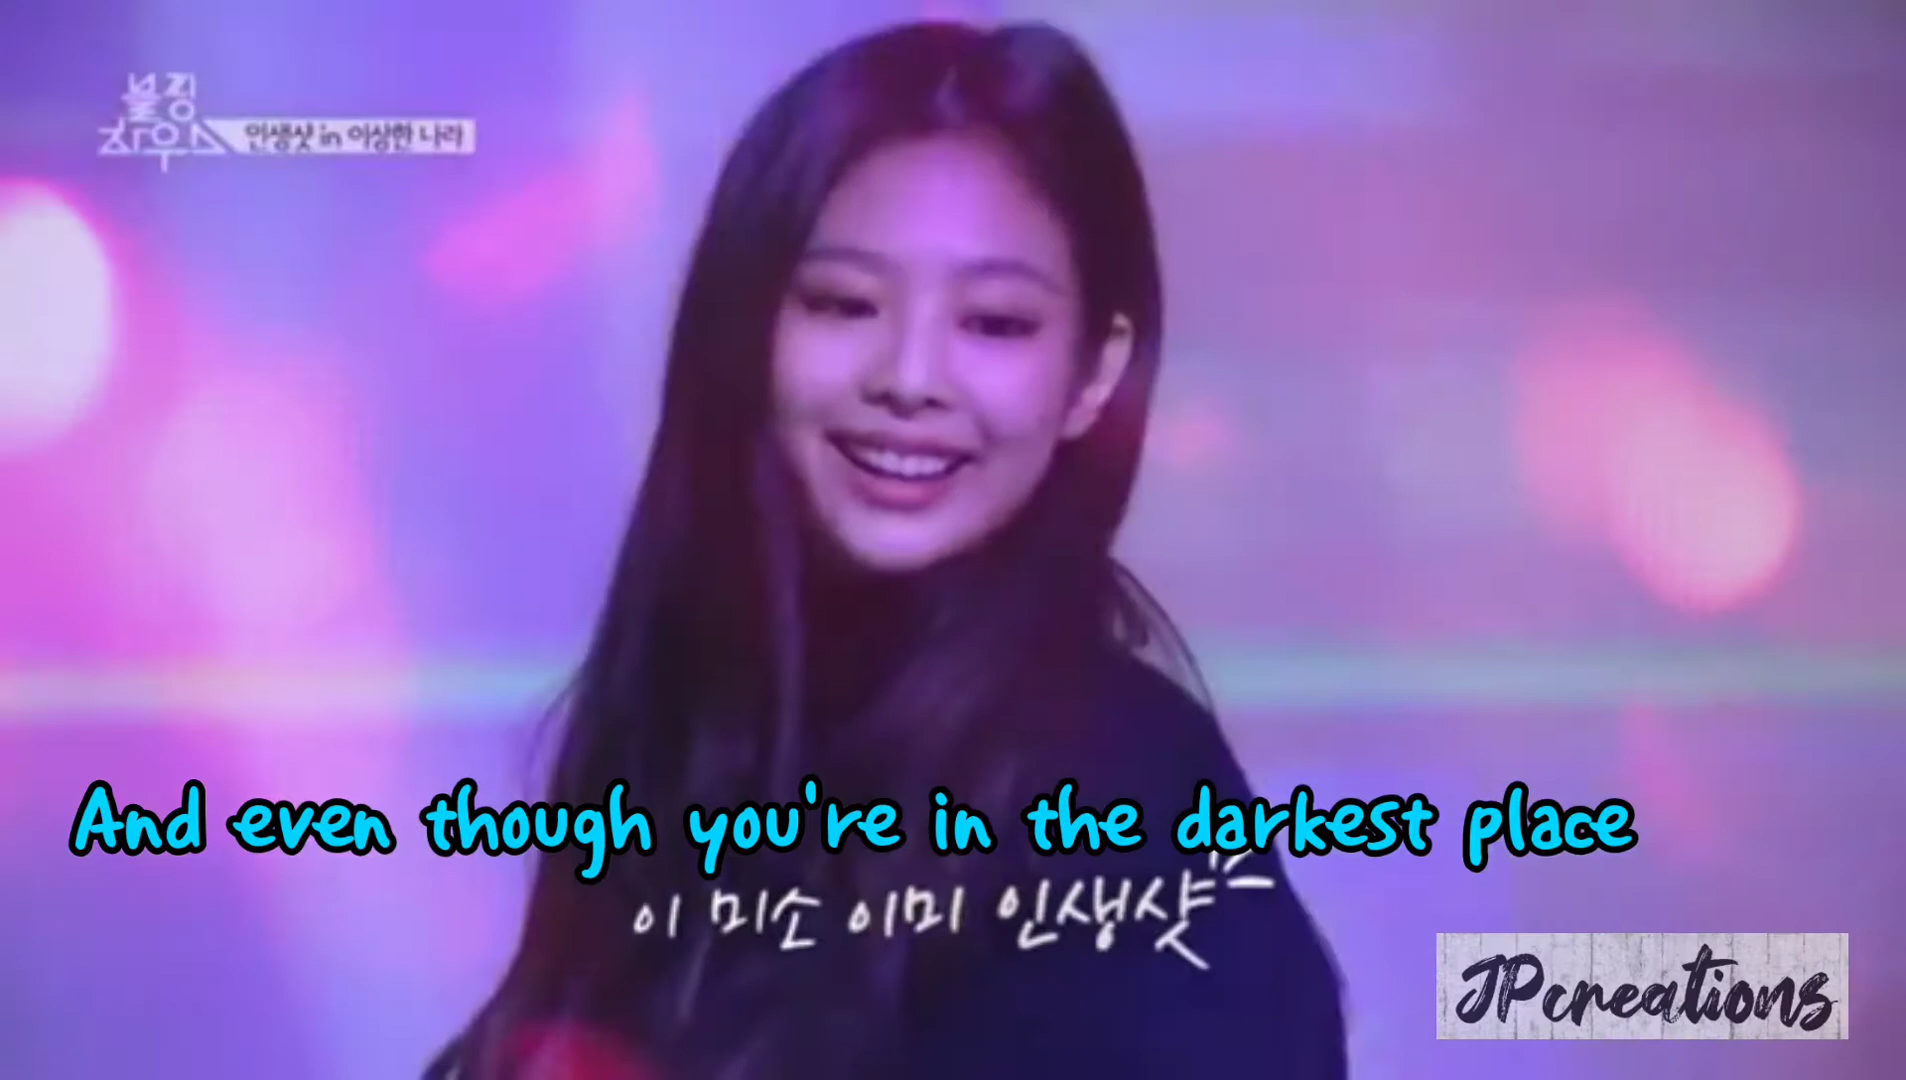 블핑
하우스
인생샷 in 이상한 나라
And even though you're in the darkest place
이 미소 이미 인생샷
JPcreations